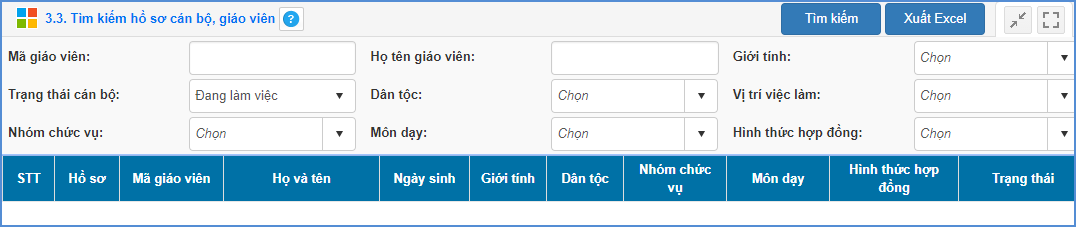 3.3. Tìm kiếm hồ sơ cán bộ, giáo viên ? Tìm kiếm Xuất Excel
Mã giáo viên: Họ tên giáo viên: Giới tính: Chọn
Trạng thái cán bộ: Đang làm việc Dân tộc: Chọn Vị trí việc làm: Chọn
Nhóm chức vụ: Chọn Môn dạy: Chọn Hình thức hợp đồng: Chọn
STT Hồ sơ Mã giáo viên Họ và tên Ngày sinh Giới tính Dân tộc Nhóm chức vụ Môn dạy Hình thức hợp đồng Trạng thái